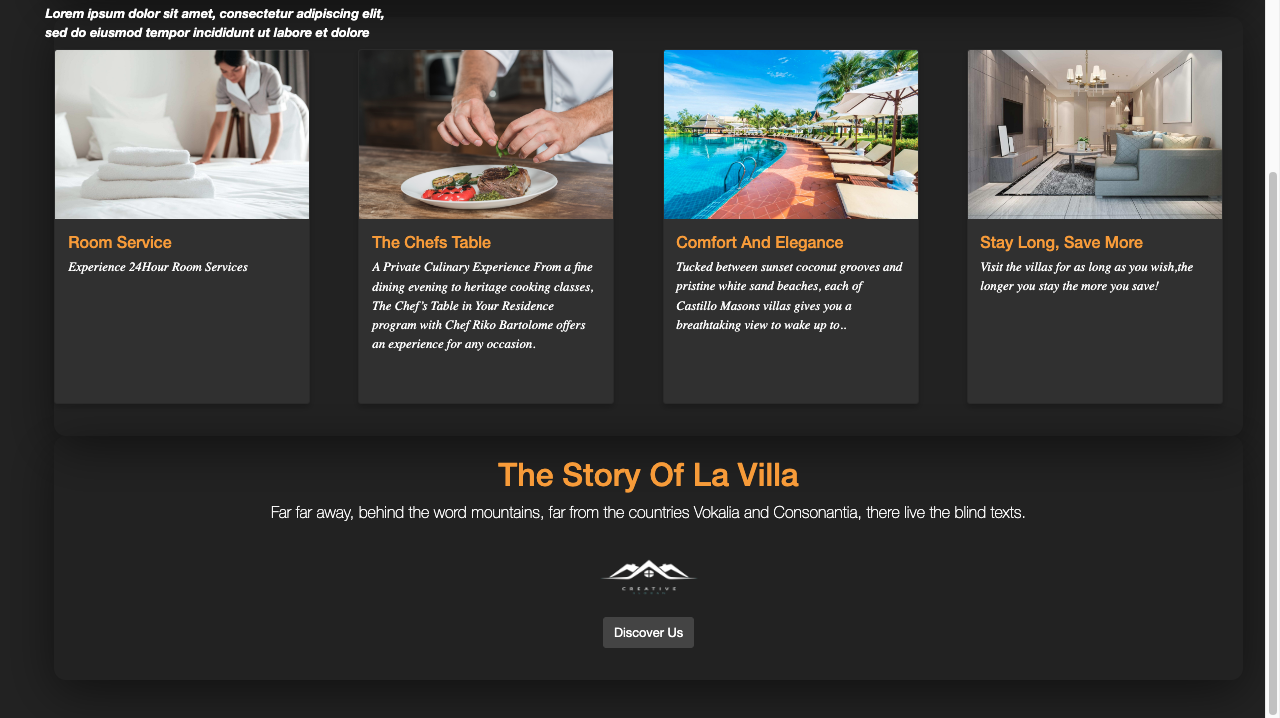 Lorem ipsum dolor sit amet, consectetur adipiscing elit,
sed do eiusmod tempor incididunt ut labore et dolore
Room Service
Experience 24Hour Room Services
The Chefs Table
A Private Culinary Experience From a fine
dining evening to heritage cooking classes,
The Chef's Table in Your Residence
program with Chef Riko Bartolome offers
an experience for any occasion.
Comfort And Elegance
Tucked between sunset coconut grooves and
pristine white sand beaches, each of
Castillo Masons villas gives you a
breathtaking view to wake up to..
Stay Long, Save More
Visit the villas for as long as you wish,the
longer you stay the more you save!
The Story Of La Villa
Far far away, behind the word mountains, far from the countries Vokalia and Consonantia, there live the blind texts.
CREATIVE
Discover Us